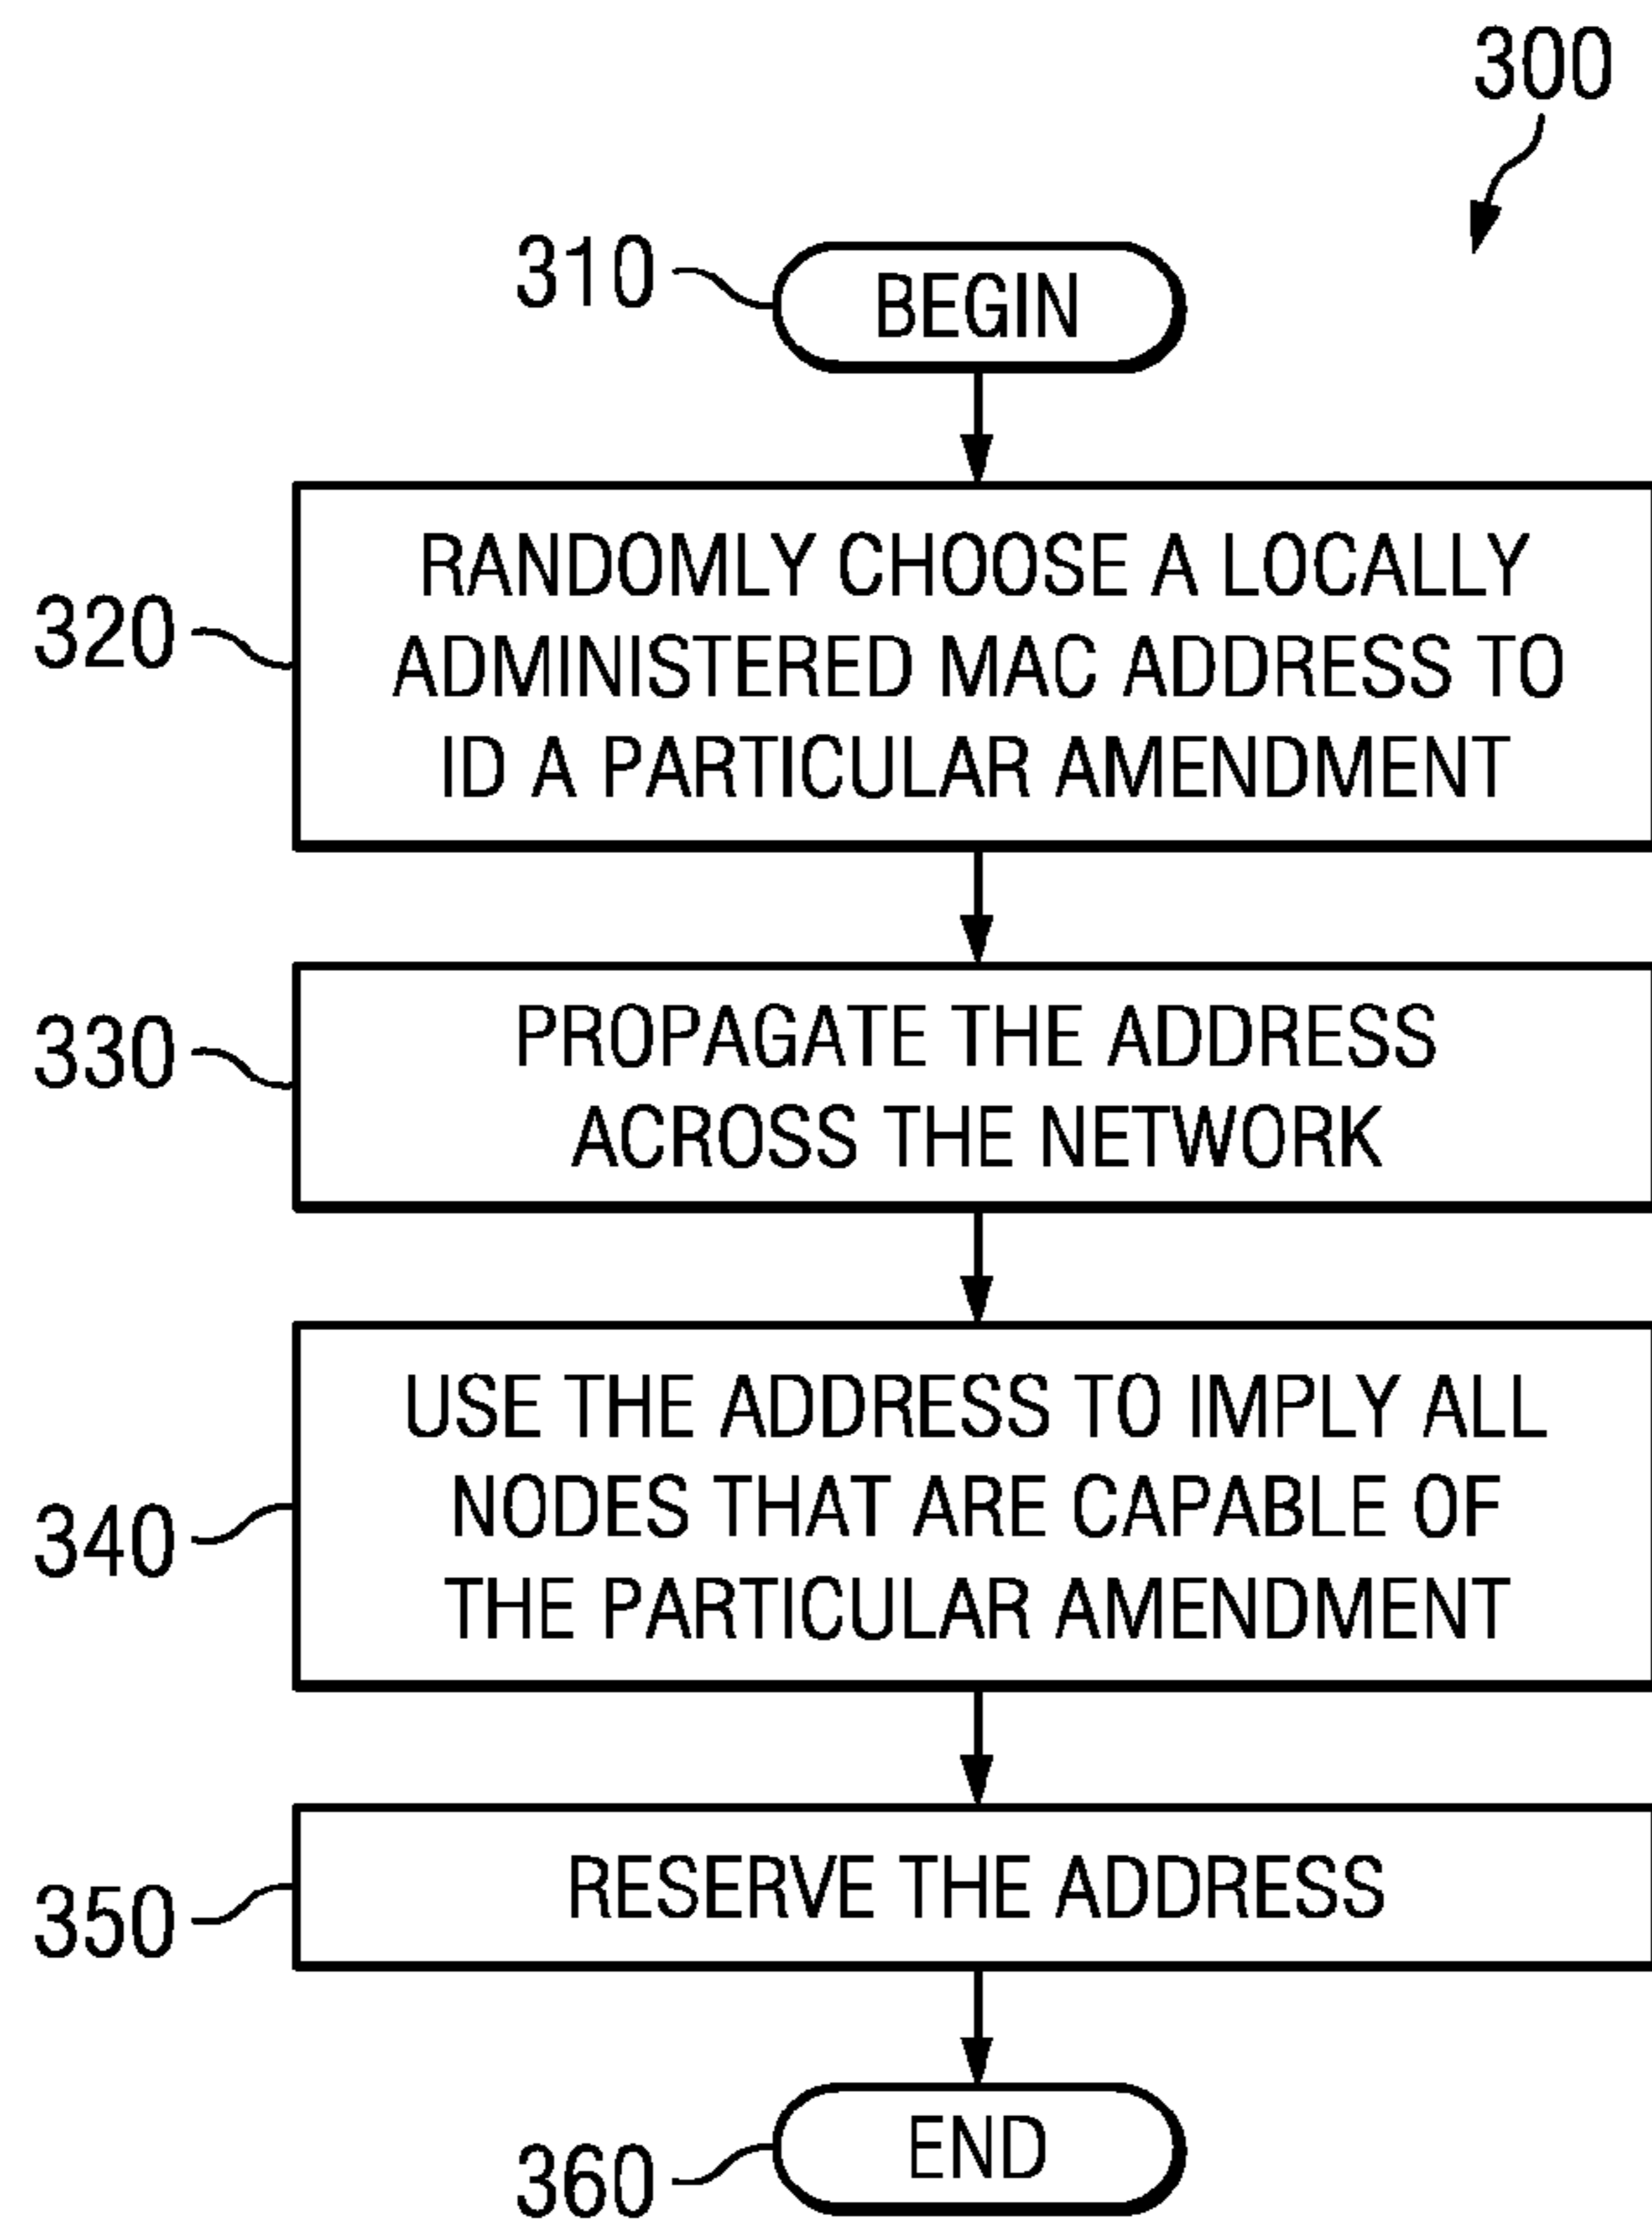 300
310
BEGIN
320
RANDOMLY CHOOSE A LOCALLY
ADMINISTERED MAC ADDRESS TO
ID A PARTICULAR AMENDMENT
330
PROPAGATE THE ADDRESS
ACROSS THE NETWORK
340
USE THE ADDRESS TO IMPLY ALL
NODES THAT ARE CAPABLE OF
THE PARTICULAR AMENDMENT
350
RESERVE THE ADDRESS
360
END